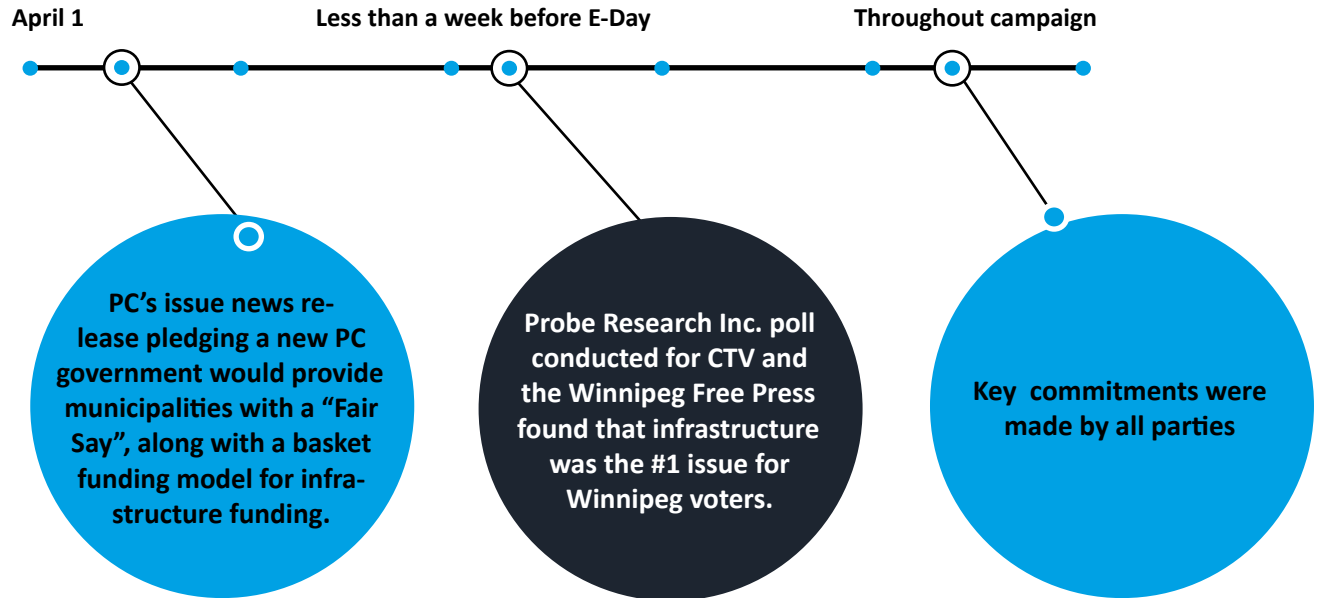 April 1
Less than a week before E-Day
Throughout campaign
PC’s issue news re-
lease pledging a new PC
government would provide
municipalities with a “Fair
Say”, along with a basket
funding model for infra-
structure funding.
Probe Research Inc. poll
conducted for CTV and
the Winnipeg Free Press
found that infrastructure
was the #1 issue for
Winnipeg voters.
Key commitments were
made by all parties